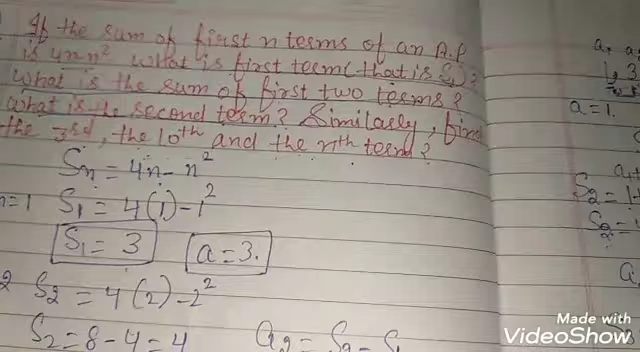 If the sum of first n terms of an A.P
is 4n-n² what is first term (that is S₁)?
What is the sum of first two terms?
what is the second term? Similarly, find
the 3rd, the 10th and the nth term?
Sn = 4n - n²
n=1 S₁ = 4(1) - 1²
S₁ = 3 a = 3.
2 S₂ = 4(2) - 2²
S₂ = 8 - 4 = 4 a₂ = S₂ - S₁
a = 1.
Made with
VideoShow